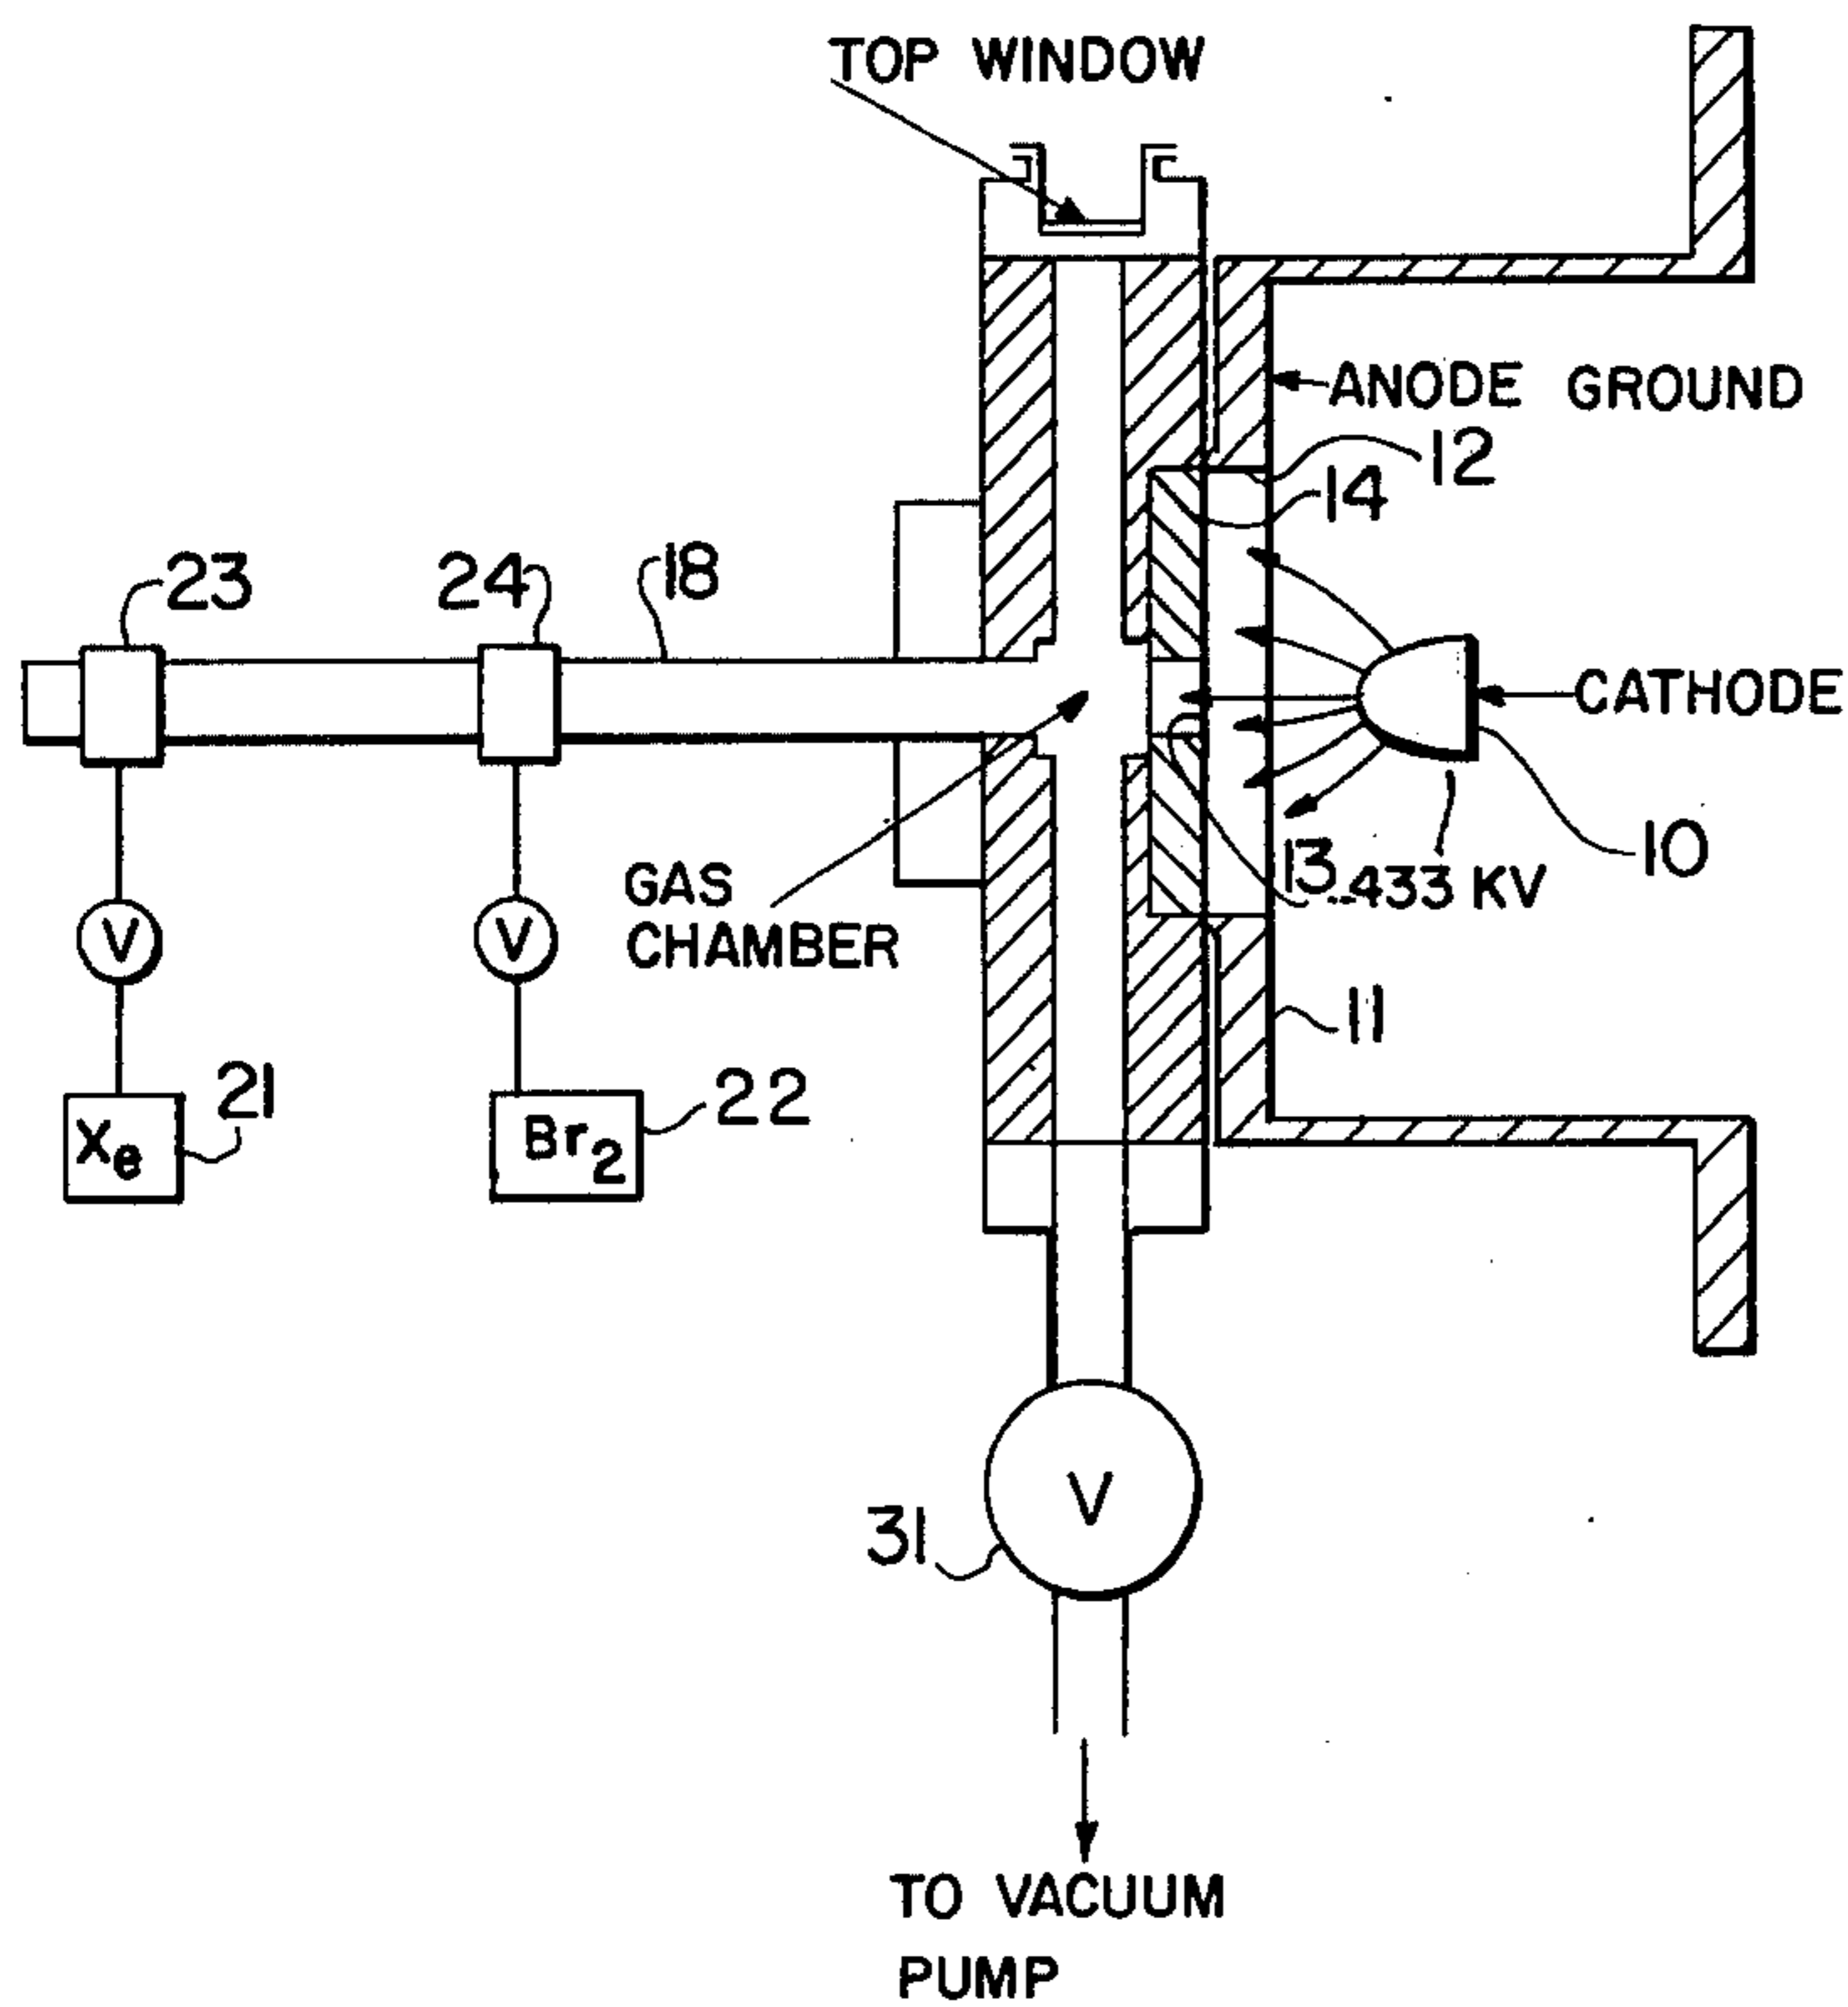 TOP WINDOW
ANODE GROUND
12
14
23
24
18
CATHODE
10
13
-433 KV
GAS
CHAMBER
V
V
11
21
22
Xe
Br2
31
V
TO VACUUM
PUMP